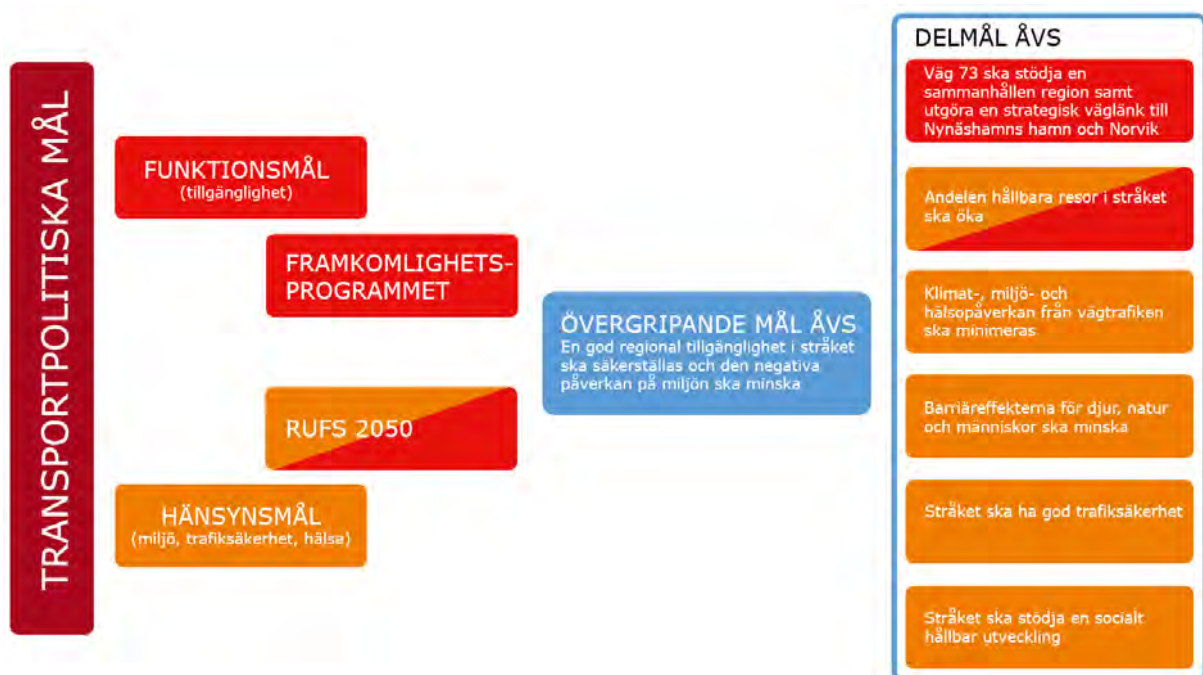 TRANSPORTPOLITISKA MÅL
FUNKTIONSMÅL
(tillgänglighet)
FRAMKOMLIGHETS-
PROGRAMMET
RUFS 2050
HÄNSYNSMÅL
(miljö, trafiksäkerhet, hälsa)
ÖVERGRIPANDE MÅL ÅVS
En god regional tillgänglighet i stråket
ska säkerställas och den negativa
påverkan på miljön ska minska
DELMÅL ÅVS
Väg 73 ska stödja en
sammanhållen region samt
utgöra en strategisk väglänk till
Nynäshamns hamn och Norvik
Andelen hållbara resor i stråket
ska öka
Klimat-, miljö- och
hälsopåverkan från vägtrafiken
ska minimeras
Barriäreffekterna för djur, natur
och människor ska minska
Stråket ska ha god trafiksäkerhet
Stråket ska stödja en socialt
hållbar utveckling